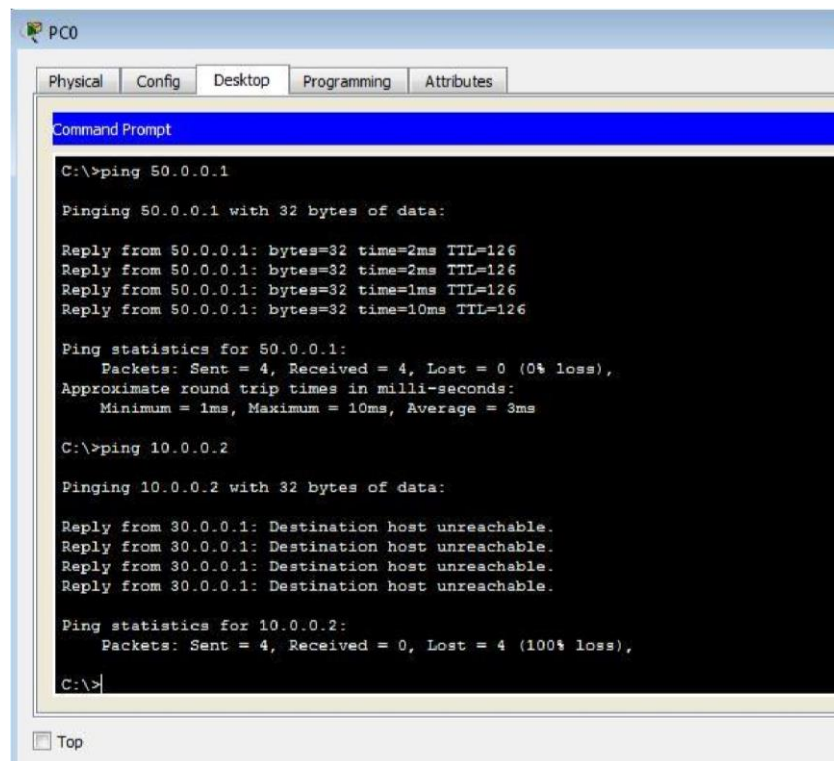 PC0
Physical Config Desktop Programming Attributes
Command Prompt
C:\>ping 50.0.0.1
Pinging 50.0.0.1 with 32 bytes of data:
Reply from 50.0.0.1: bytes=32 time=2ms TTL=126
Reply from 50.0.0.1: bytes=32 time=2ms TTL=126
Reply from 50.0.0.1: bytes=32 time=1ms TTL=126
Reply from 50.0.0.1: bytes=32 time=10ms TTL=126
Ping statistics for 50.0.0.1:
Packets: Sent = 4, Received = 4, Lost = 0 (0% loss),
Approximate round trip times in milli-seconds:
Minimum = 1ms, Maximum = 10ms, Average = 3ms
C:\>ping 10.0.0.2
Pinging 10.0.0.2 with 32 bytes of data:
Reply from 30.0.0.1: Destination host unreachable.
Reply from 30.0.0.1: Destination host unreachable.
Reply from 30.0.0.1: Destination host unreachable.
Reply from 30.0.0.1: Destination host unreachable.
Ping statistics for 10.0.0.2:
Packets: Sent = 4, Received = 0, Lost = 4 (100% loss),
C:\>
Top